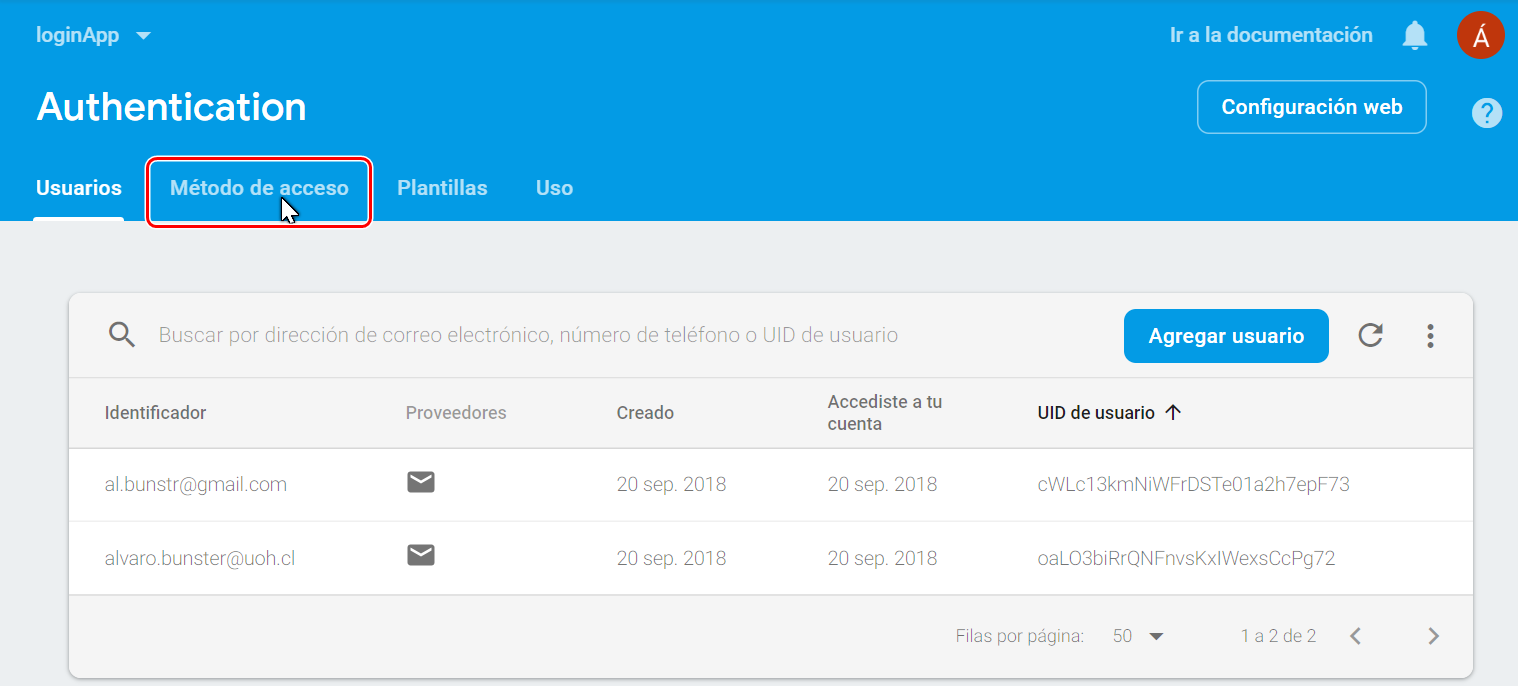 loginApp
Ir a la documentación
Á
Authentication
Configuración web
?
Usuarios
Método de acceso
Plantillas
Uso
Buscar por dirección de correo electrónico, número de teléfono o UID de usuario
Agregar usuario
Identificador
Proveedores
Creado
Accediste a tu
cuenta
UID de usuario
al.bunstr@gmail.com
20 sep. 2018
20 sep. 2018
cWLc13kmNiWFrDSTe01a2h7epF73
alvaro.bunster@uoh.cl
20 sep. 2018
20 sep. 2018
oaLO3biRrQNFnvsKxIWexsCcPg72
Filas por página:
50
1 a 2 de 2